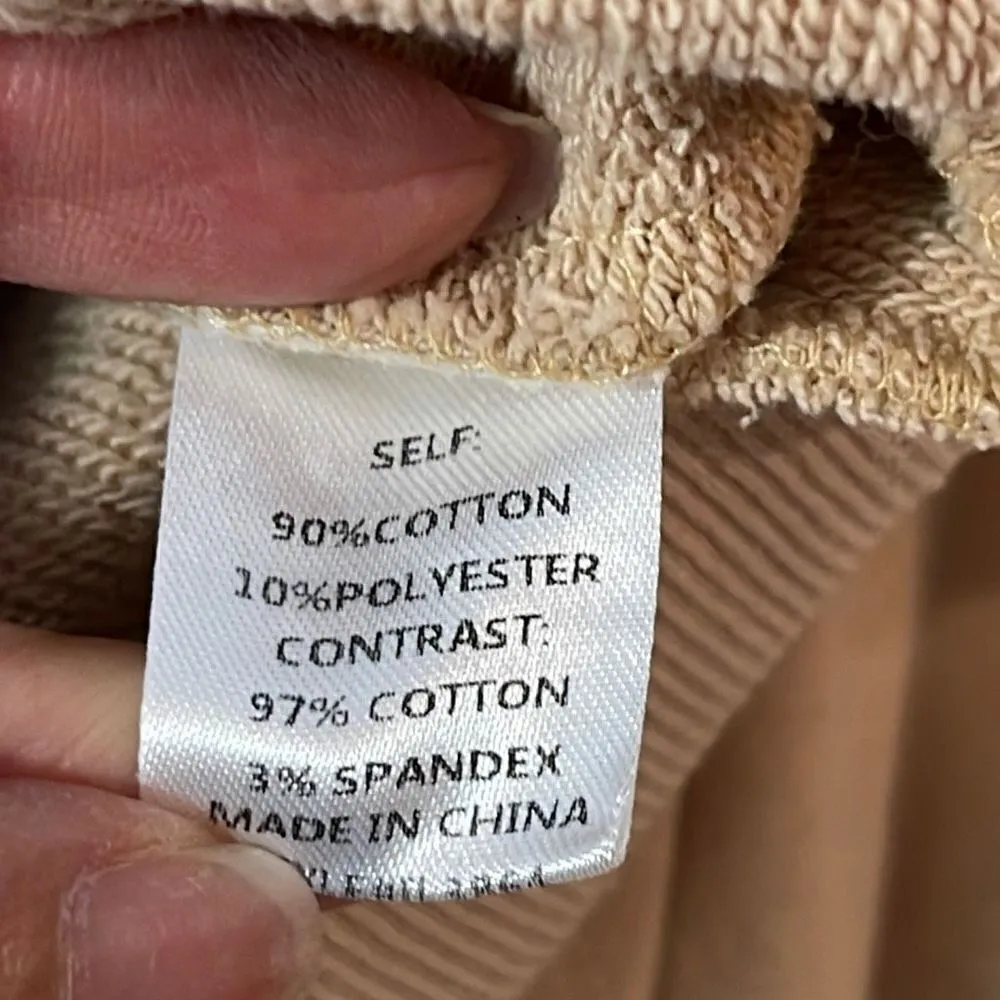 SELF:
90%COTTON
10%POLYESTER
CONTRAST:
97% COTTON
3% SPANDEX
MADE IN CHINA